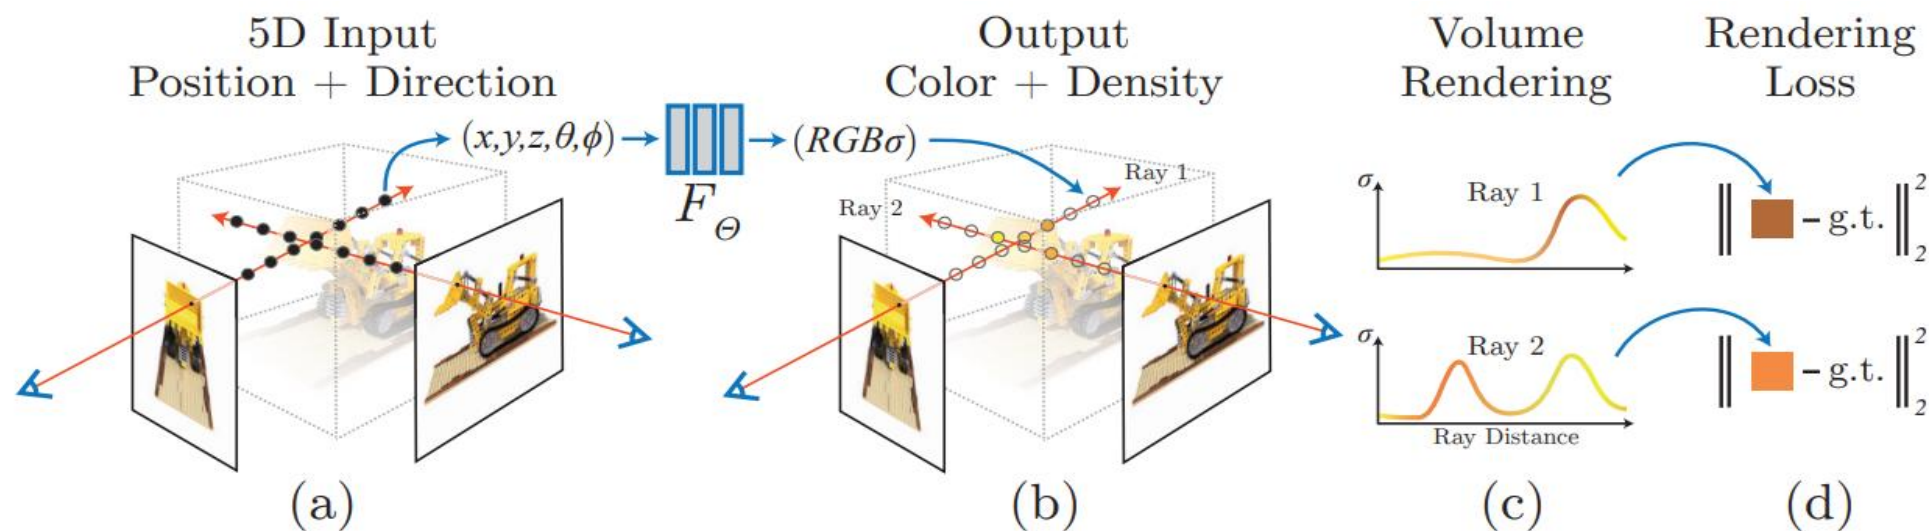 5D Input
Position + Direction
Output
Color + Density
Volume
Rendering
Rendering
Loss
(x,y,z,θ,ϕ)
F_Θ
(RGBσ)
Ray 1
Ray 2
σ
Ray 1
σ
Ray 2
Ray Distance
|| – g.t. ||²₂
|| – g.t. ||²₂
(a)
(b)
(c)
(d)